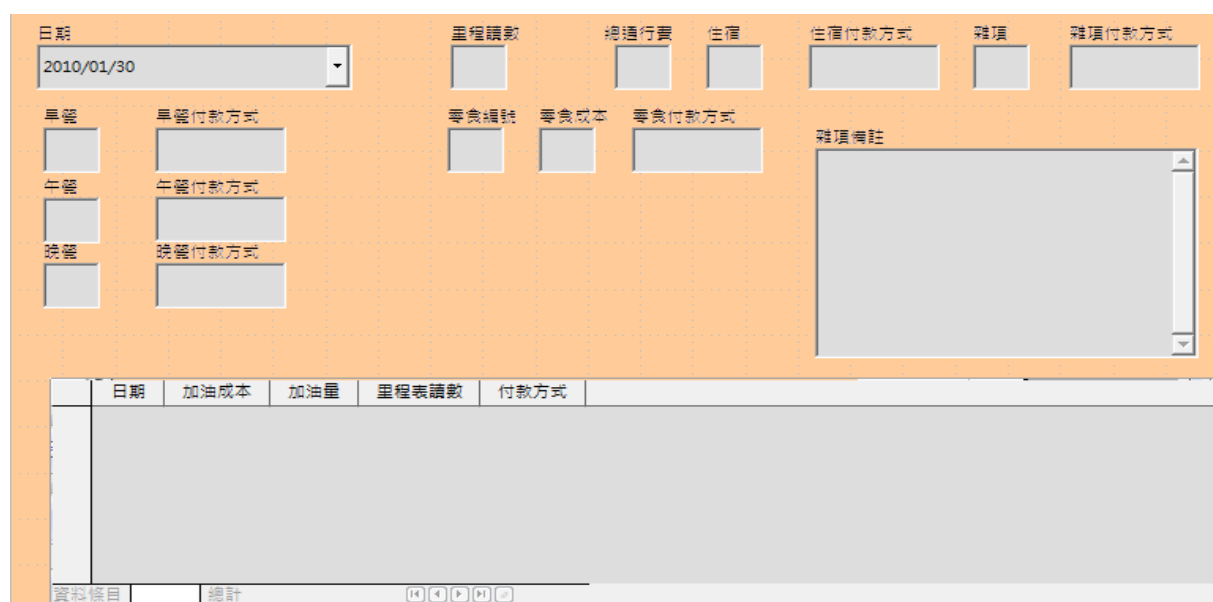 日期 里程讀數 總通行費 住宿 住宿付款方式 雜項 雜項付款方式
2010/01/30
早餐 早餐付款方式 零食編號 零食成本 零食付款方式
雜項備註
午餐 午餐付款方式
晚餐 晚餐付款方式
日期 加油成本 加油量 里程表讀數 付款方式
資料條目 總計